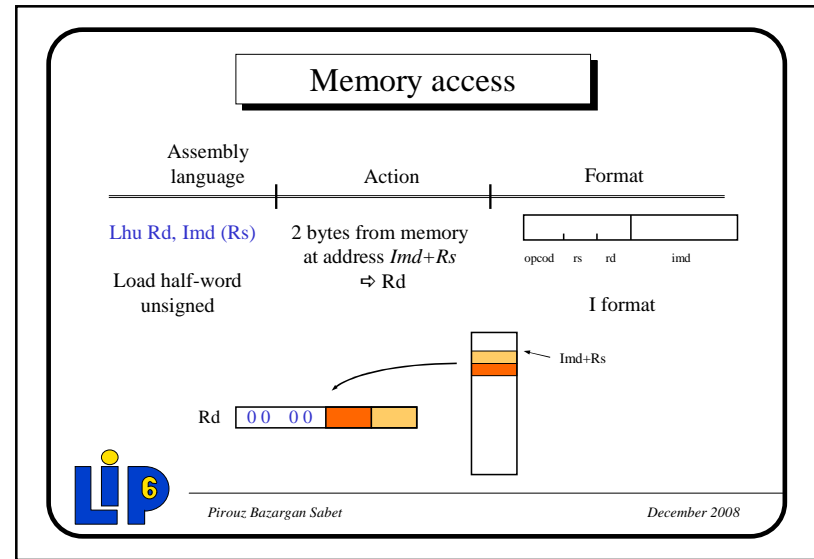 Memory access
Assembly
language
Action
Format
Lhu Rd, Imd (Rs)
2 bytes from memory
at address Imd+Rs
⇨ Rd
opcod rs rd imd
Load half-word
unsigned
I format
Imd+Rs
Rd 0 0 0 0
LIP6
Pirouz Bazargan Sabet
December 2008